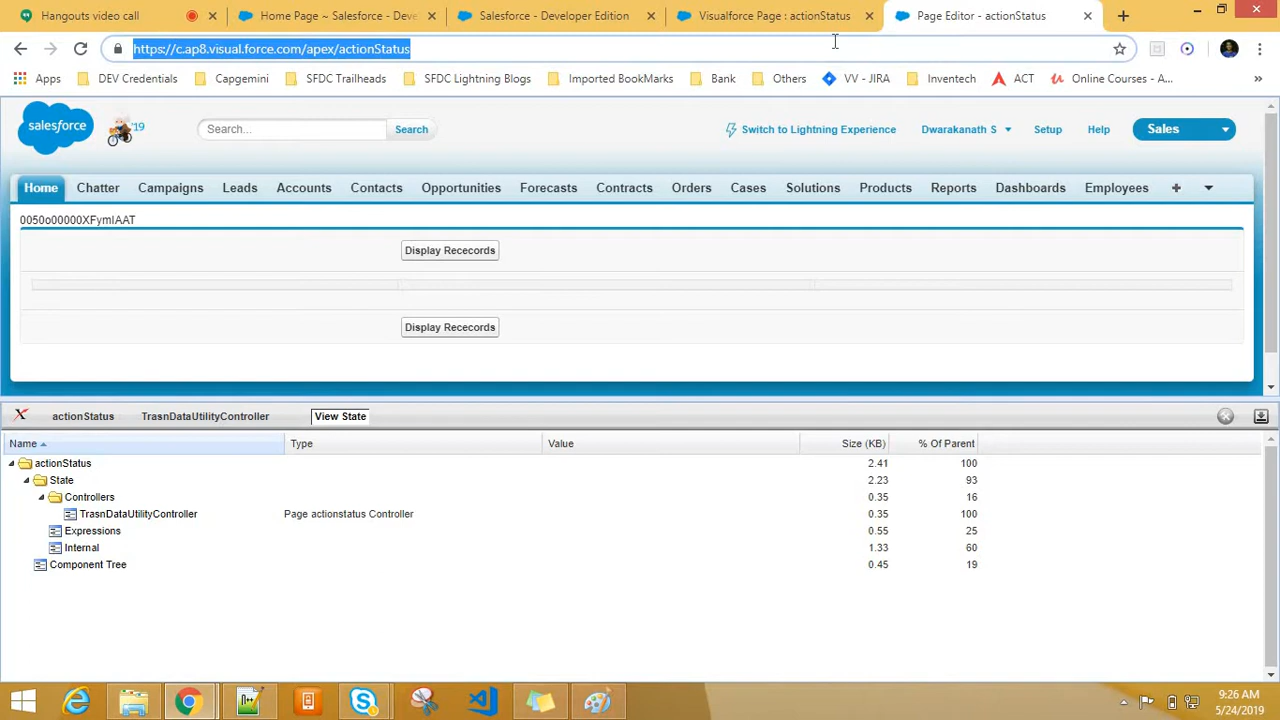 Hangouts video call
Home Page ~ Salesforce - Deve
Salesforce - Developer Edition
Visualforce Page : actionStatus
Page Editor - actionStatus
https://c.ap8.visual.force.com/apex/actionStatus
Apps
DEV Credentials
Capgemini
SFDC Trailheads
SFDC Lightning Blogs
Imported BookMarks
Bank
Others
VV - JIRA
Inventech
ACT
Online Courses - A...
salesforce
'19
Search...
Search
Switch to Lightning Experience
Dwarakanath S
Setup
Help
Sales
Home
Chatter
Campaigns
Leads
Accounts
Contacts
Opportunities
Forecasts
Contracts
Orders
Cases
Solutions
Products
Reports
Dashboards
Employees
0050o00000XFymIAAT
Display Rececords
Display Rececords
actionStatus
TrasnDataUtilityController
View State
Name Type Value Size (KB) % Of Parent
actionStatus 2.41 100
State 2.23 93
Controllers 0.35 16
TrasnDataUtilityController Page actionstatus Controller 0.35 100
Expressions 0.55 25
Internal 1.33 60
Component Tree 0.45 19
9:26 AM
5/24/2019